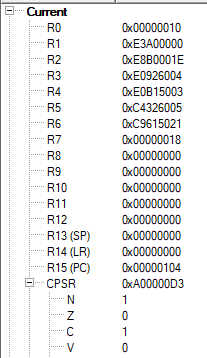 Current
R0 0x00000010
R1 0xE3A00000
R2 0xE8B0001E
R3 0xE0926004
R4 0xE0B15003
R5 0xC4326005
R6 0xC9615021
R7 0x00000018
R8 0x00000000
R9 0x00000000
R10 0x00000000
R11 0x00000000
R12 0x00000000
R13 (SP) 0x00000000
R14 (LR) 0x00000000
R15 (PC) 0x00000104
CPSR 0xA00000D3
N 1
Z 0
C 1
V 0